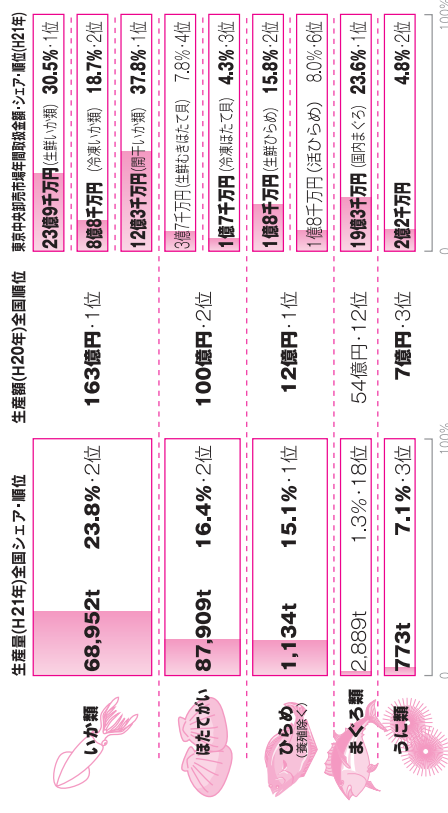 生産量(H21年)全国シェア・順位
生産額(H20年)全国順位
東京中央卸売市場年間取扱金額・シェア・順位(H21年)
いか類
68,952t 23.8%・2位
163億円・1位
23億9千万円(生鮮いか類) 30.5%・1位
8億8千万円 (冷凍いか類) 18.7%・2位
12億3千万円(開干いか類) 37.8%・1位
ほたてがい
87,909t 16.4%・2位
100億円・2位
3億7千万円(生鮮むきほたて貝) 7.8%・4位
1億7千万円(冷凍ほたて貝) 4.3%・3位
ひらめ
(養殖除く)
1,134t 15.1%・1位
12億円・1位
1億8千万円(生鮮ひらめ) 15.8%・2位
1億8千万円(活ひらめ) 8.0%・6位
まぐろ類
2,889t 1.3%・18位
54億円・12位
19億3千万円 (国内まぐろ) 23.6%・1位
うに類
773t 7.1%・3位
7億円・3位
2億2千万円 4.8%・2位
0 100%
0 100%